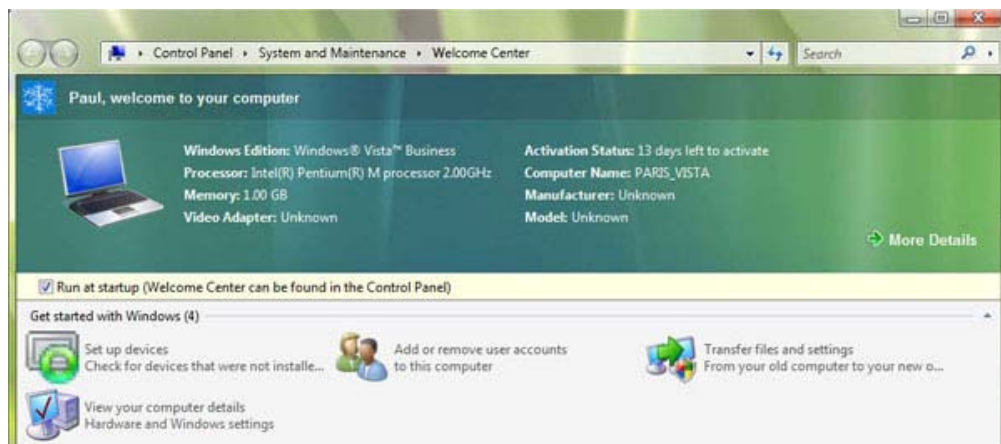 Control Panel ▸ System and Maintenance ▸ Welcome Center
Search
Paul, welcome to your computer
Windows Edition: Windows® Vista™ Business
Activation Status: 13 days left to activate
Processor: Intel(R) Pentium(R) M processor 2.00GHz
Computer Name: PARIS_VISTA
Memory: 1.00 GB
Manufacturer: Unknown
Video Adapter: Unknown
Model: Unknown
More Details
Run at startup (Welcome Center can be found in the Control Panel)
Get started with Windows (4)
Set up devices
Check for devices that were not installe...
Add or remove user accounts
to this computer
Transfer files and settings
From your old computer to your new o...
View your computer details
Hardware and Windows settings